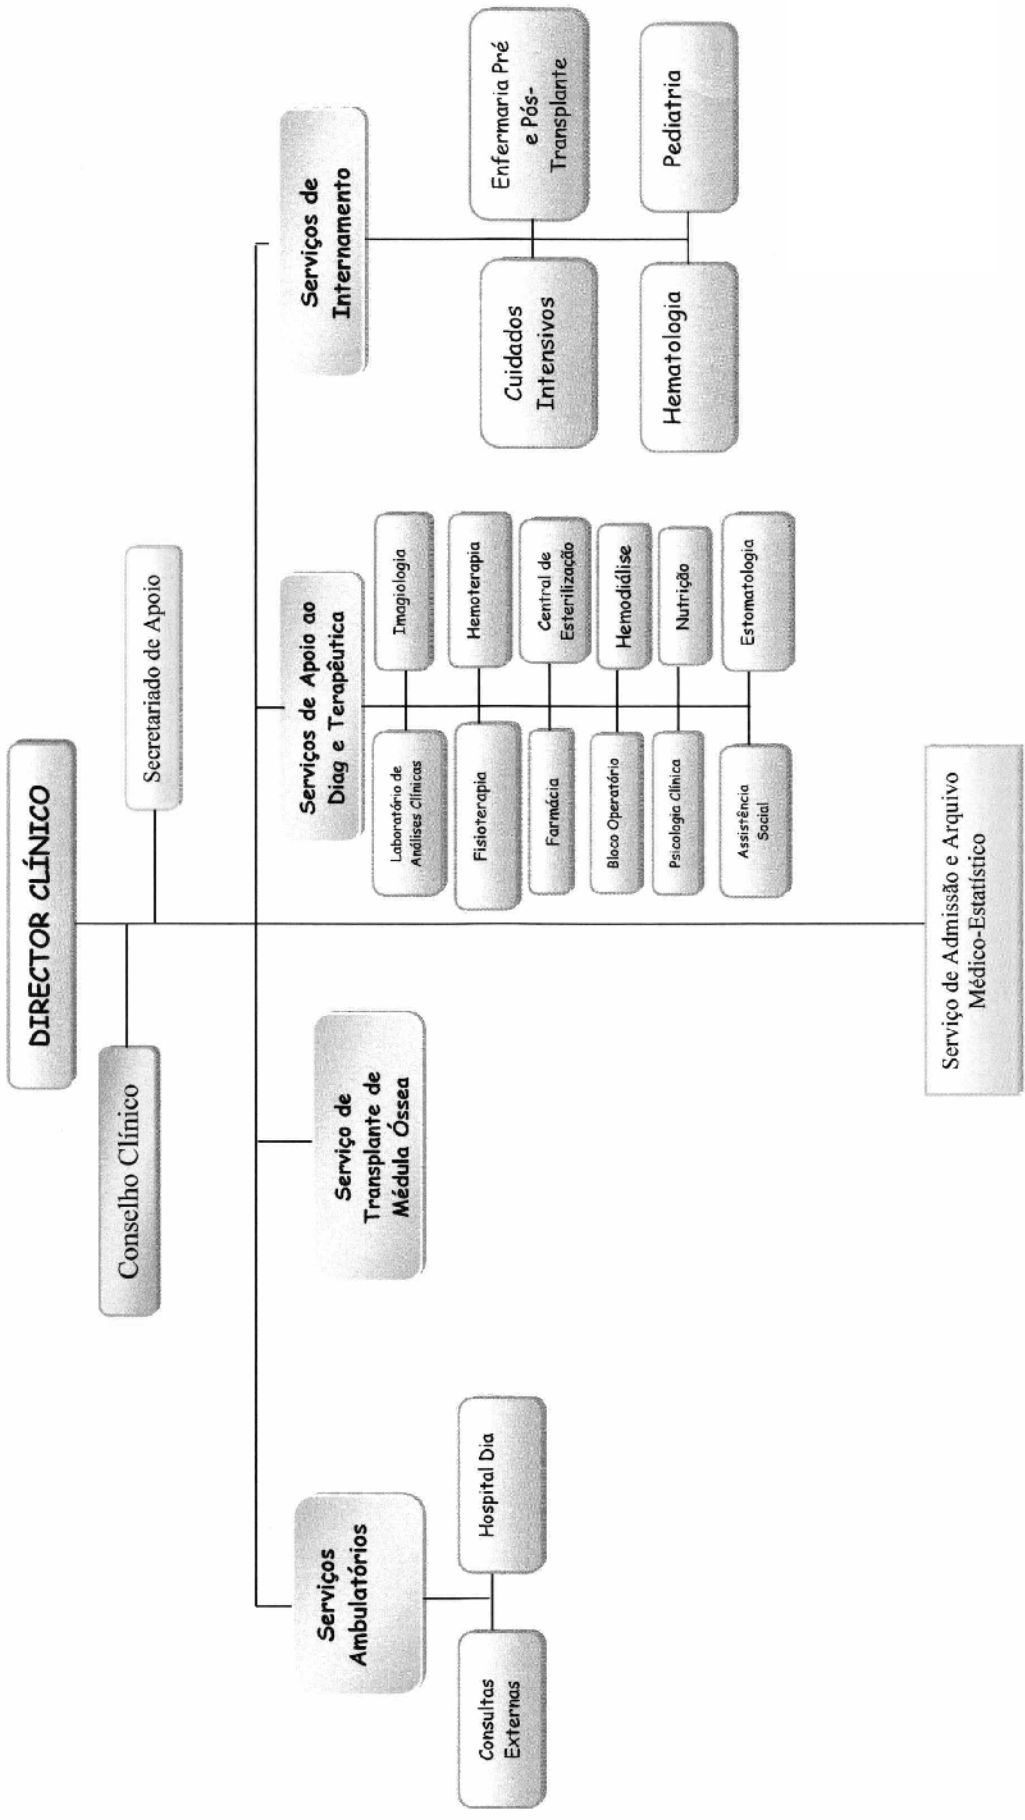 DIRECTOR CLÍNICO
Conselho Clínico
Secretariado de Apoio
Serviços
Ambulatórios
Consultas
Externas
Hospital Dia
Serviço de
Transplante de
Médula Óssea
Serviços de Apoio ao
Diag e Terapêutica
Laboratório de
Análises Clínicas
Imagiologia
Fisioterapia
Hemoterapia
Farmácia
Central de
Esterilização
Bloco Operatório
Hemodiálise
Psicologia Clínica
Nutrição
Assistência
Social
Estomatologia
Serviços de
Internamento
Cuidados
Intensivos
Enfermaria Pré
e Pós-
Transplante
Hematologia
Pediatria
Serviço de Admissão e Arquivo
Médico-Estatístico